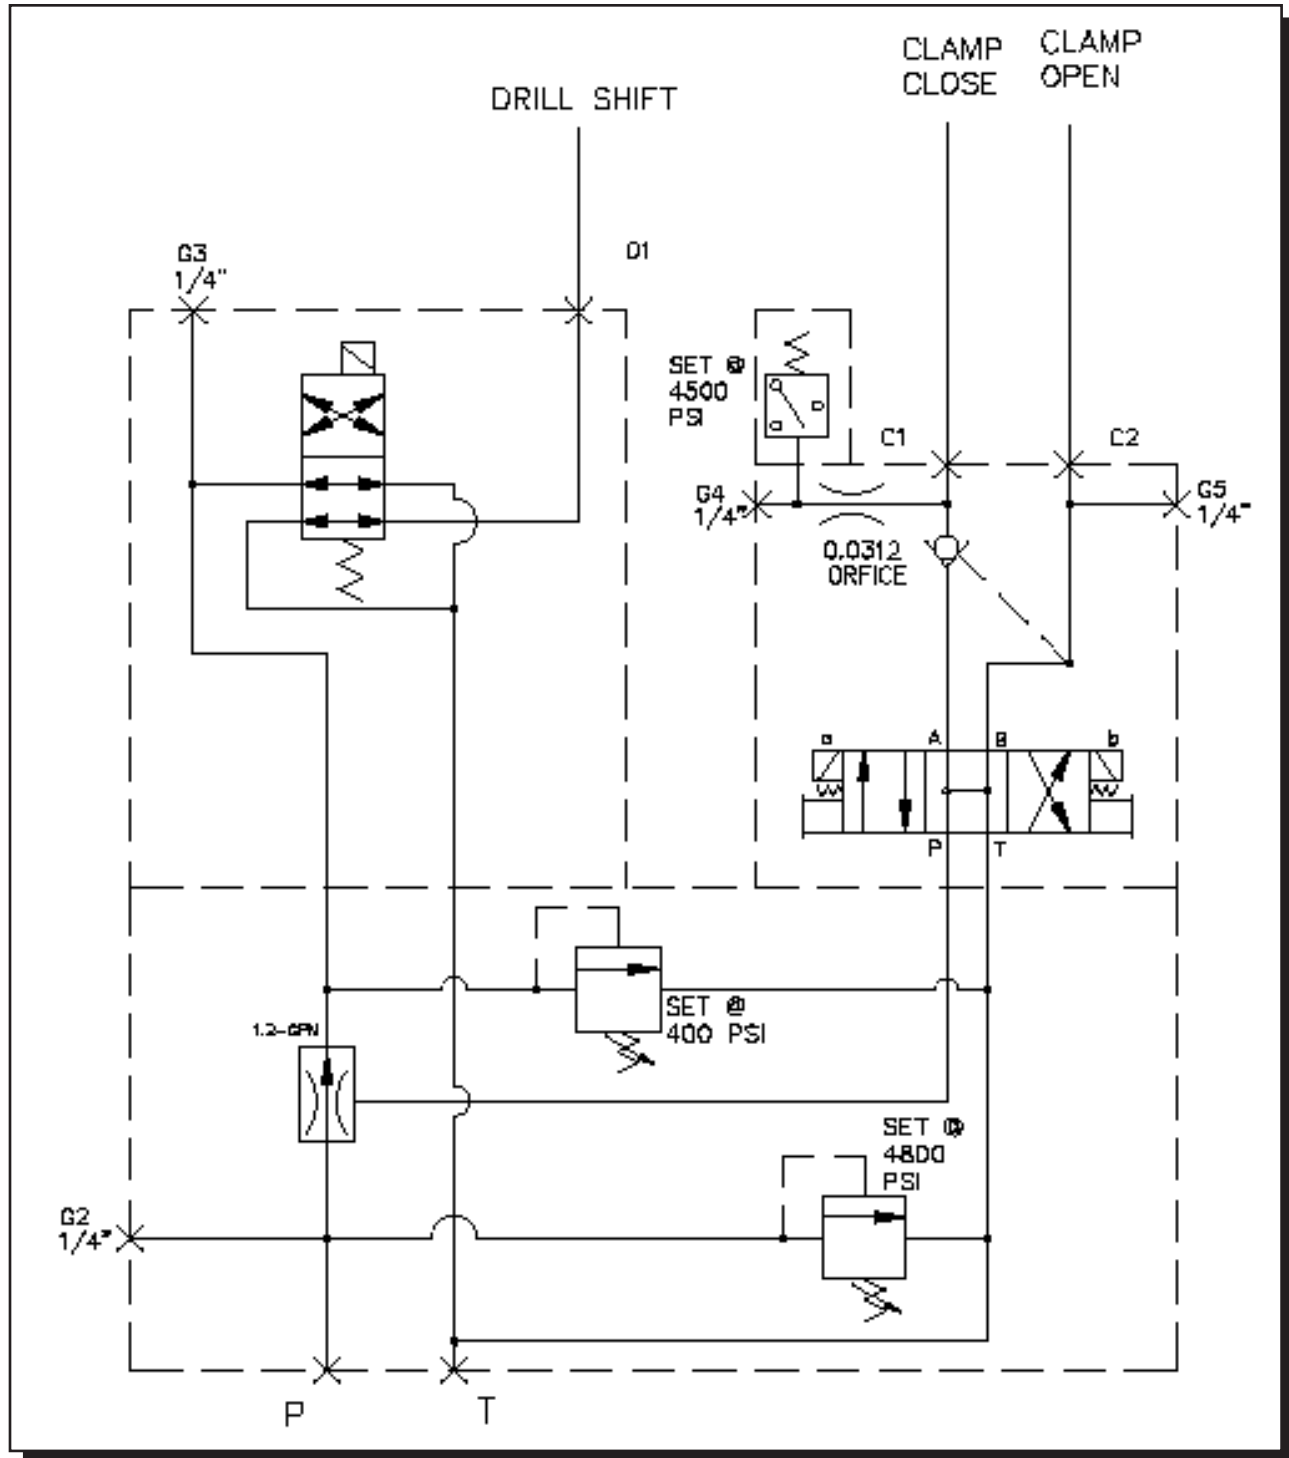 CLAMP
CLOSE
CLAMP
OPEN
DRILL SHIFT
G3
1/4"
D1
SET @
4500
PSI
C1
C2
G4
1/4"
G5
1/4"
0.0312
ORFICE
a
A
B
b
P
T
SET @
400 PSI
1.2-GPM
SET @
4800
PSI
G2
1/4"
P
T